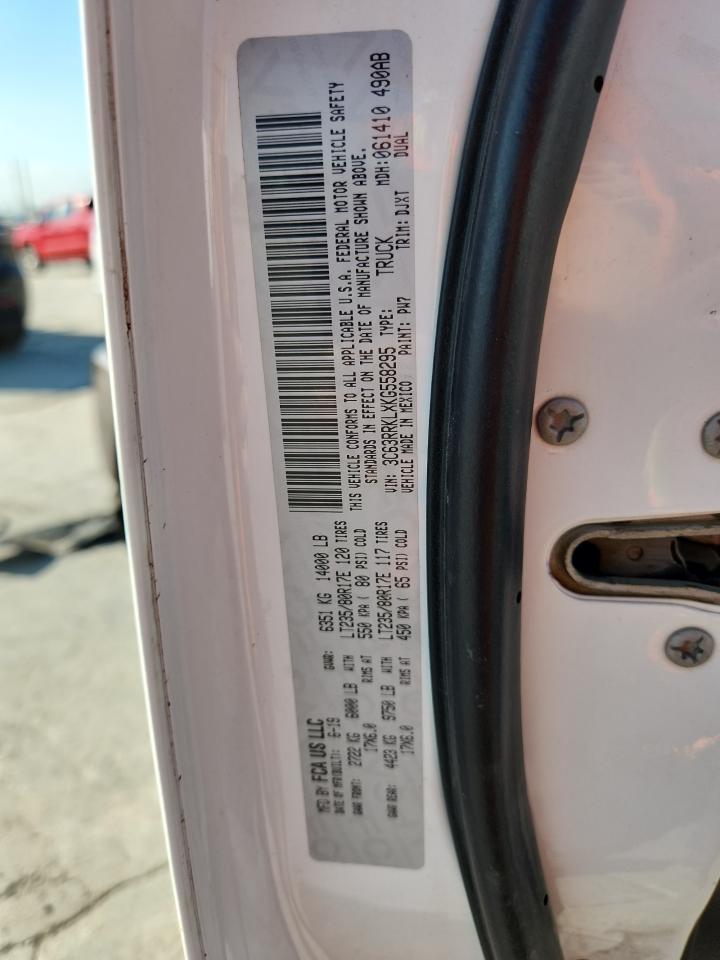 MFD BY FCA US LLC
DATE OF MFR(BUILT): 6-19 GVWR: 6351 KG 14000 LB
GAWR FRONT: 2722 KG 6000 LB WITH LT235/80R17E 120 TIRES
17X6.0 RIMS AT 550 KPA ( 80 PSI) COLD
GAWR REAR: 4423 KG 9750 LB WITH LT235/80R17E 117 TIRES
17X6.0 RIMS AT 450 KPA ( 65 PSI) COLD
THIS VEHICLE CONFORMS TO ALL APPLICABLE U.S.A. FEDERAL MOTOR VEHICLE SAFETY
STANDARDS IN EFFECT ON THE DATE OF MANUFACTURE SHOWN ABOVE.
VIN: 3C63RRKLXKG558295 TYPE: TRUCK MDH: 061410 490AB
VEHICLE MADE IN MEXICO PAINT: PW7 TRIM: DJXT DUAL